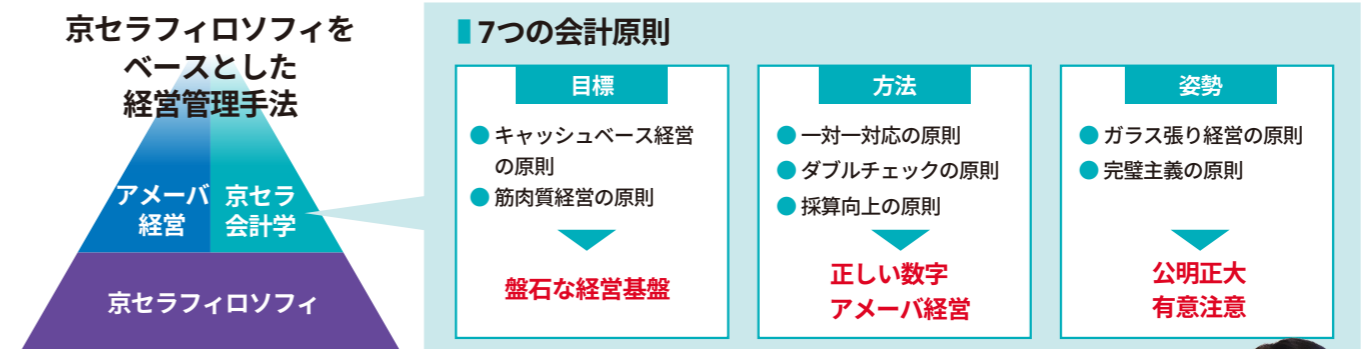 京セラフィロソフィを
ベースとした
経営管理手法
アメーバ
経営
京セラ
会計学
京セラフィロソフィ
7つの会計原則
目標
● キャッシュベース経営
の原則
● 筋肉質経営の原則
盤石な経営基盤
方法
● 一対一対応の原則
● ダブルチェックの原則
● 採算向上の原則
正しい数字
アメーバ経営
姿勢
● ガラス張り経営の原則
● 完璧主義の原則
公明正大
有意注意